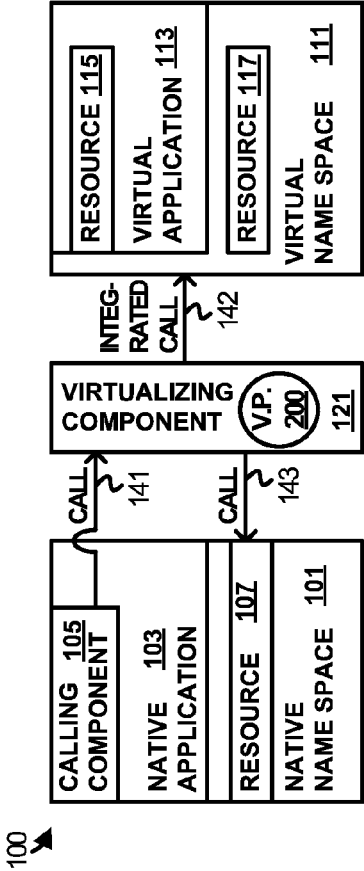 100
CALLING 105
COMPONENT
NATIVE 103
APPLICATION
RESOURCE 107
NATIVE 101
NAME SPACE
CALL
141
CALL
143
VIRTUALIZING
COMPONENT
V.P.
200
121
INTEG-
RATED
CALL
142
RESOURCE 115
VIRTUAL 113
APPLICATION
RESOURCE 117
VIRTUAL 111
NAME SPACE